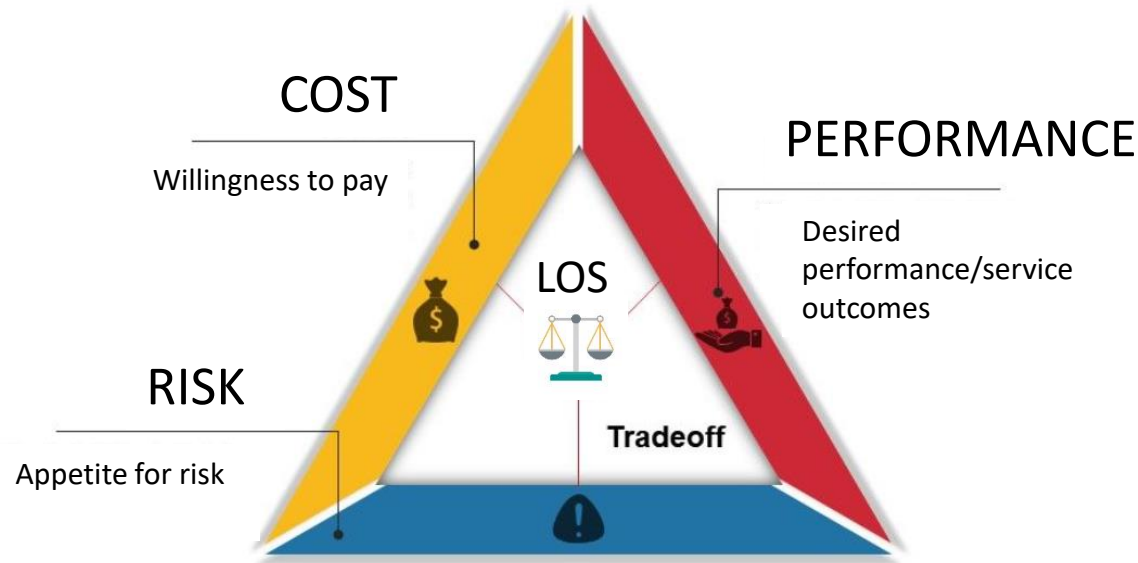 COST
Willingness to pay
PERFORMANCE
Desired
performance/service
outcomes
LOS
$
RISK
Appetite for risk
Tradeoff
!